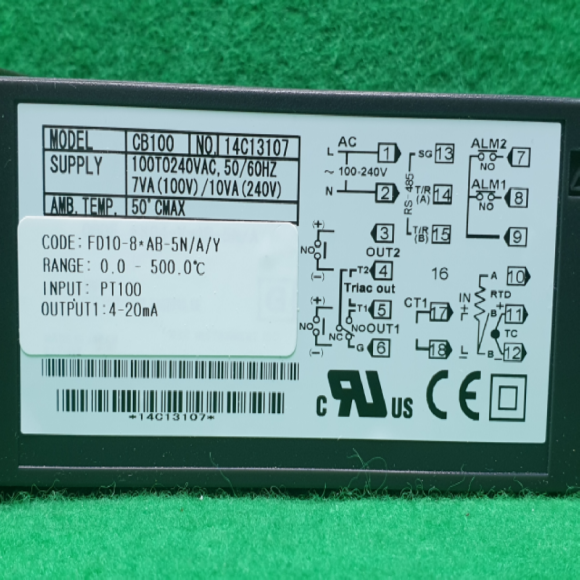 MODEL CB100 NO. 14C13107
SUPPLY 100TO240VAC, 50/60HZ
7VA(100V)/10VA(240V)
AMB. TEMP. 50°CMAX
CODE: FD10-8*AB-5N/A/Y
RANGE: 0.0 - 500.0℃
INPUT: PT100
OUTPUT1:4-20mA
*14C13107*
AC
L 1
~ 100-240V
N 2
3
OUT2
T2 4
Triac out
T1 5
NO OUT1
NC
G 6
(+)
NO
(-)
(+)
NO
(-)
SG 13
RS-485
T/R (A) 14
T/R (B) 15
16
CT1 17
18
ALM2
NO 7
ALM1
NO 8
9
A 10
IN RTD
+ B + 11
TC
- B - 12
c RU US CE